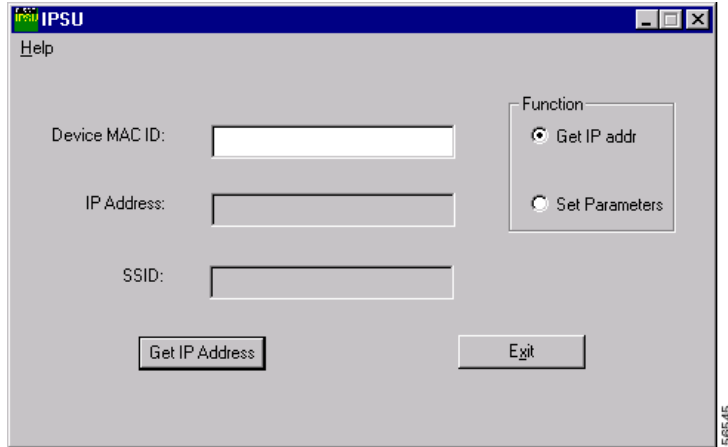 IPSU
Help
Function
Device MAC ID:
Get IP addr
IP Address:
Set Parameters
SSID:
Get IP Address
Exit
56545